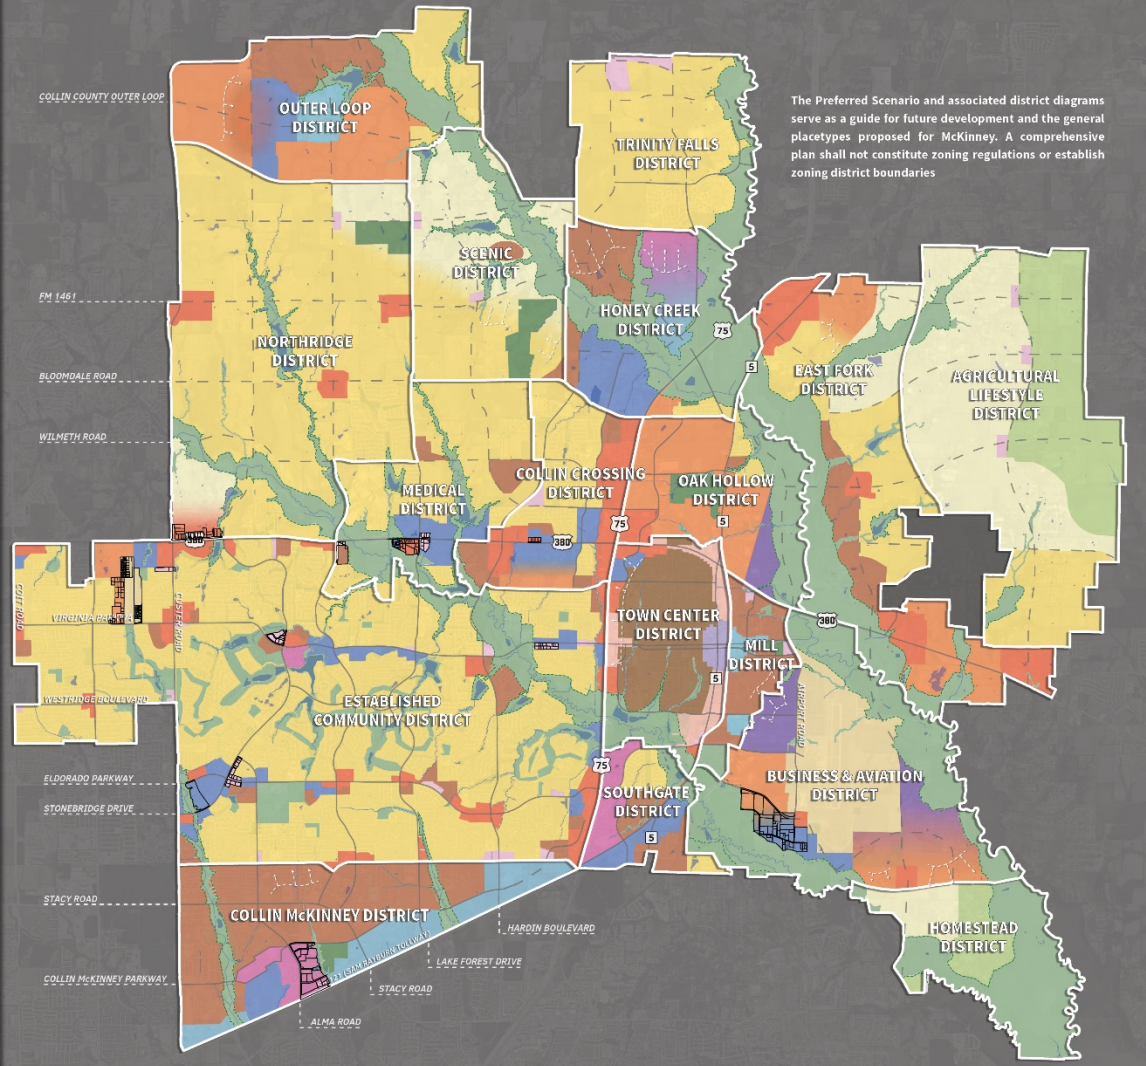 COLLIN COUNTY OUTER LOOP
OUTER LOOP
DISTRICT
The Preferred Scenario and associated district diagrams
serve as a guide for future development and the general
placetypes proposed for McKinney. A comprehensive
plan shall not constitute zoning regulations or establish
zoning district boundaries
TRINITY FALLS
DISTRICT
SCENIC
DISTRICT
FM 1461
HONEY CREEK
DISTRICT
75
NORTHRIDGE
DISTRICT
5
BLOOMDALE ROAD
EAST FORK
DISTRICT
AGRICULTURAL
LIFESTYLE
DISTRICT
WILMETH ROAD
COLLIN CROSSING
DISTRICT
OAK HOLLOW
DISTRICT
MEDICAL
DISTRICT
75
5
380
380
COIT ROAD
CUSTER ROAD
VIRGINIA PARKWAY
TOWN CENTER
DISTRICT
380
MILL
DISTRICT
5
WESTRIDGE BOULEVARD
ESTABLISHED
COMMUNITY DISTRICT
AIRPORT ROAD
75
ELDORADO PARKWAY
BUSINESS & AVIATION
DISTRICT
SOUTHGATE
DISTRICT
STONEBRIDGE DRIVE
5
STACY ROAD
COLLIN McKINNEY DISTRICT
HARDIN BOULEVARD
HOMESTEAD
DISTRICT
121 (SAM RAYBURN TOLLWAY)
LAKE FOREST DRIVE
COLLIN McKINNEY PARKWAY
STACY ROAD
ALMA ROAD